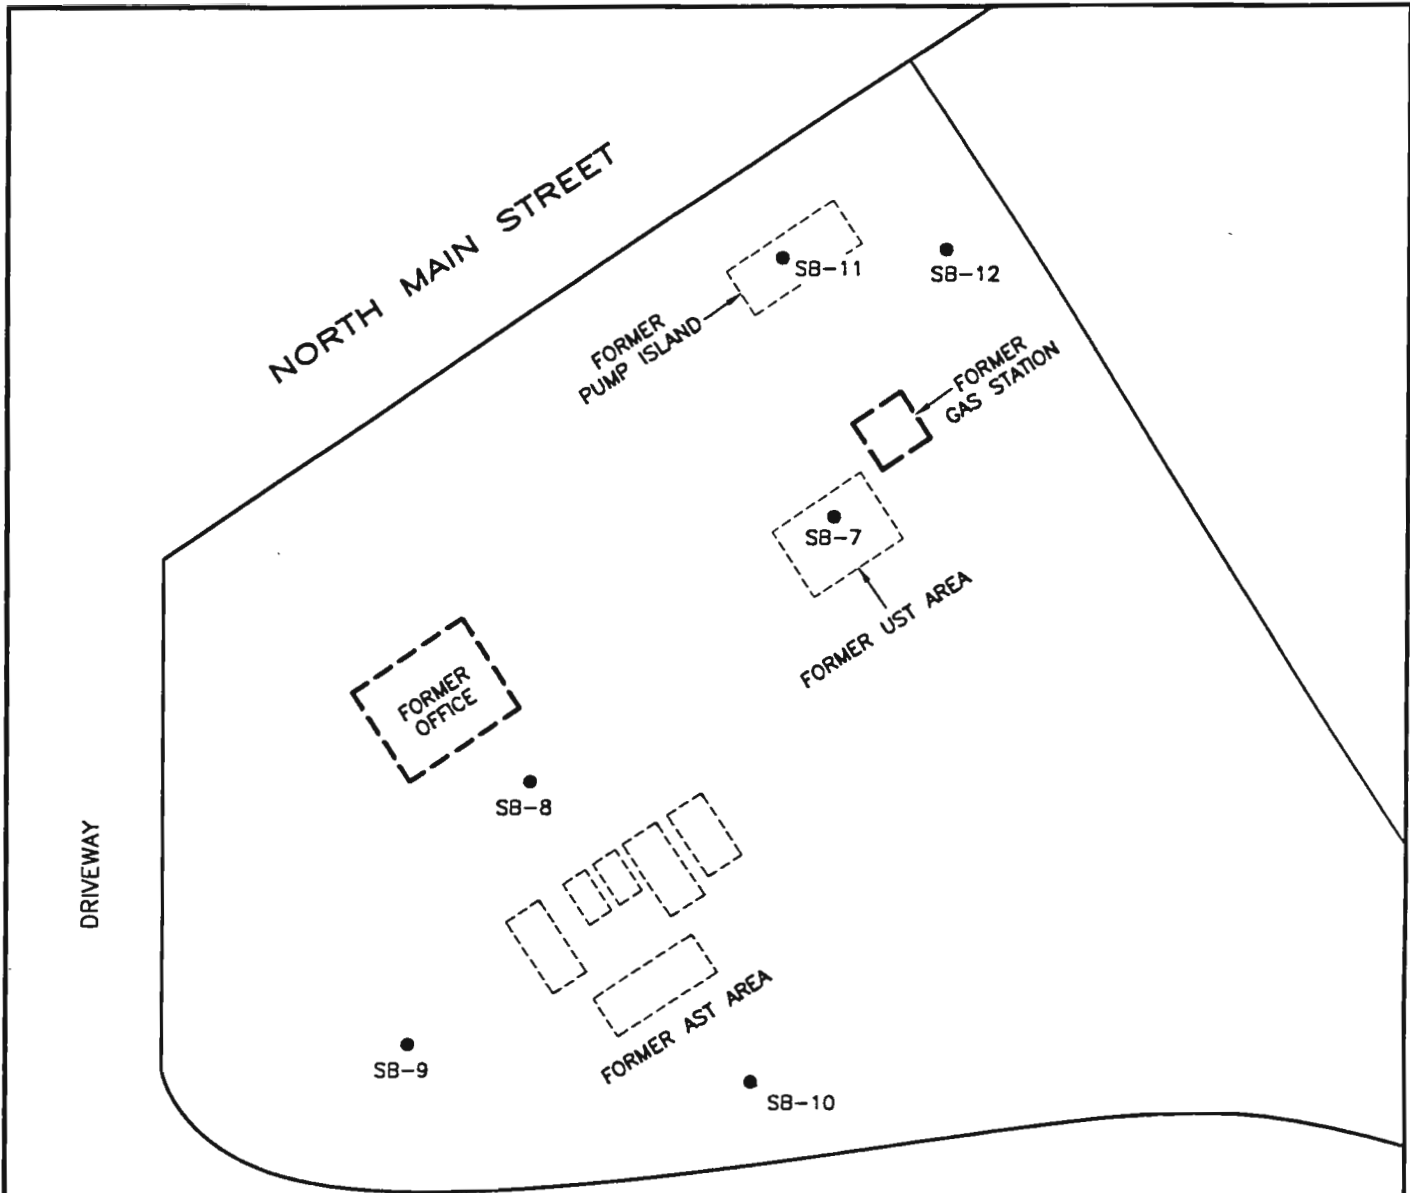 NORTH MAIN STREET
SB-11
SB-12
FORMER
PUMP ISLAND
FORMER
GAS STATION
SB-7
FORMER UST AREA
FORMER
OFFICE
SB-8
DRIVEWAY
FORMER AST AREA
SB-9
SB-10